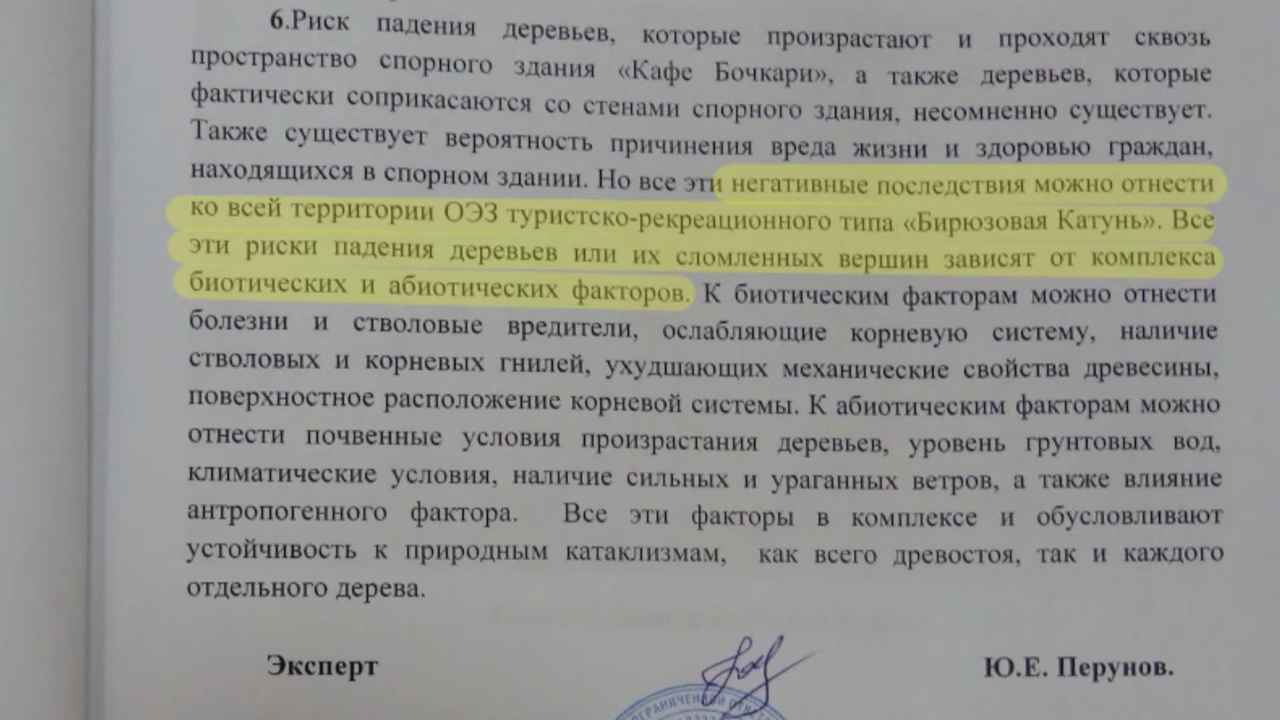 6.Риск падения деревьев, которые произрастают и проходят сквозь
пространство спорного здания «Кафе Бочкари», а также деревьев, которые
фактически соприкасаются со стенами спорного здания, несомненно существует.
Также существует вероятность причинения вреда жизни и здоровью граждан,
находящихся в спорном здании. Но все эти негативные последствия можно отнести
ко всей территории ОЭЗ туристско-рекреационного типа «Бирюзовая Катунь». Все
эти риски падения деревьев или их сломленных вершин зависят от комплекса
биотических и абиотических факторов. К биотическим факторам можно отнести
болезни и стволовые вредители, ослабляющие корневую систему, наличие
стволовых и корневых гнилей, ухудшающих механические свойства древесины,
поверхностное расположение корневой системы. К абиотическим факторам можно
отнести почвенные условия произрастания деревьев, уровень грунтовых вод,
климатические условия, наличие сильных и ураганных ветров, а также влияние
антропогенного фактора. Все эти факторы в комплексе и обусловливают
устойчивость к природным катаклизмам, как всего древостоя, так и каждого
отдельного дерева.
Эксперт Ю.Е. Перунов.